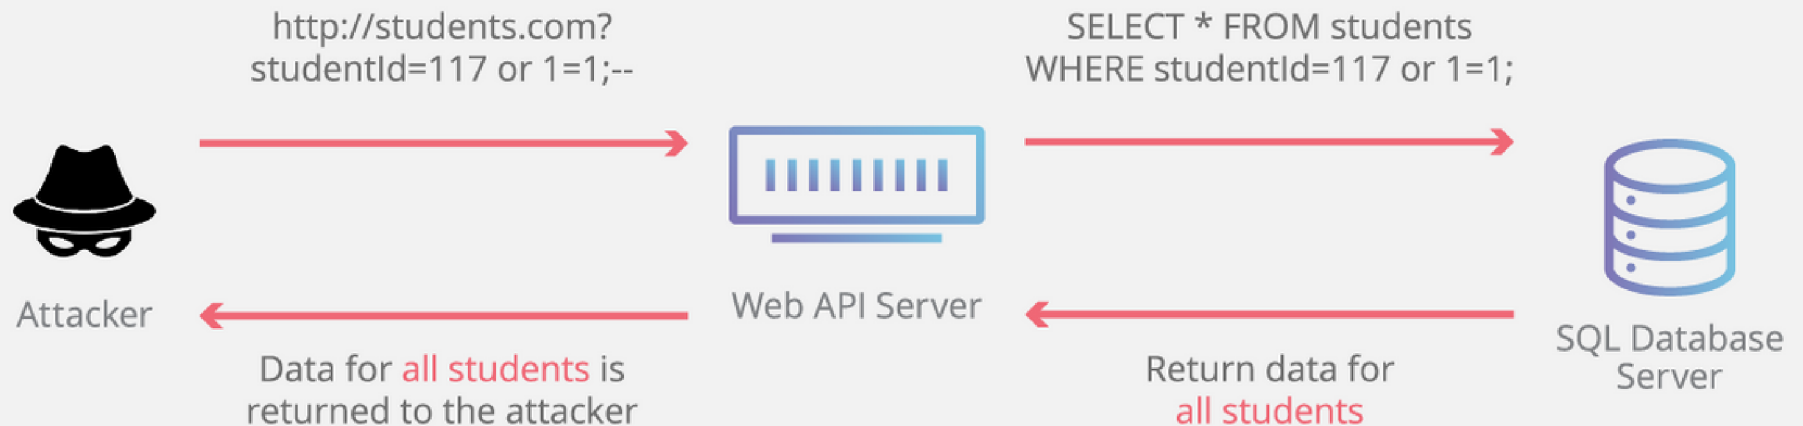 http://students.com?
studentId=117 or 1=1;--
SELECT * FROM students
WHERE studentId=117 or 1=1;
Attacker
Web API Server
SQL Database
Server
Data for all students is
returned to the attacker
Return data for
all students